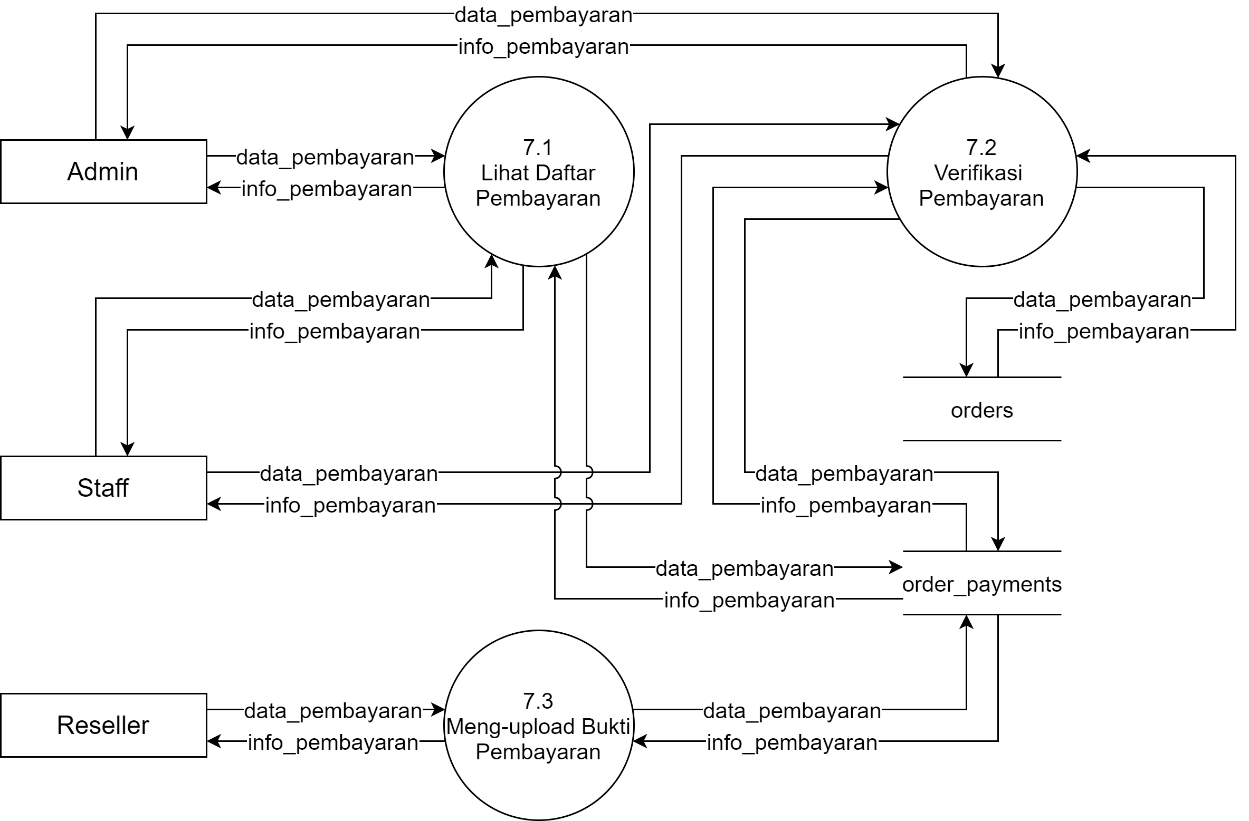 data_pembayaran
info_pembayaran
7.1
Lihat Daftar
Pembayaran
7.2
Verifikasi
Pembayaran
Admin
data_pembayaran
info_pembayaran
data_pembayaran
info_pembayaran
data_pembayaran
info_pembayaran
orders
Staff
data_pembayaran
info_pembayaran
data_pembayaran
info_pembayaran
data_pembayaran
info_pembayaran
order_payments
Reseller
data_pembayaran
info_pembayaran
7.3
Meng-upload Bukti
Pembayaran
data_pembayaran
info_pembayaran